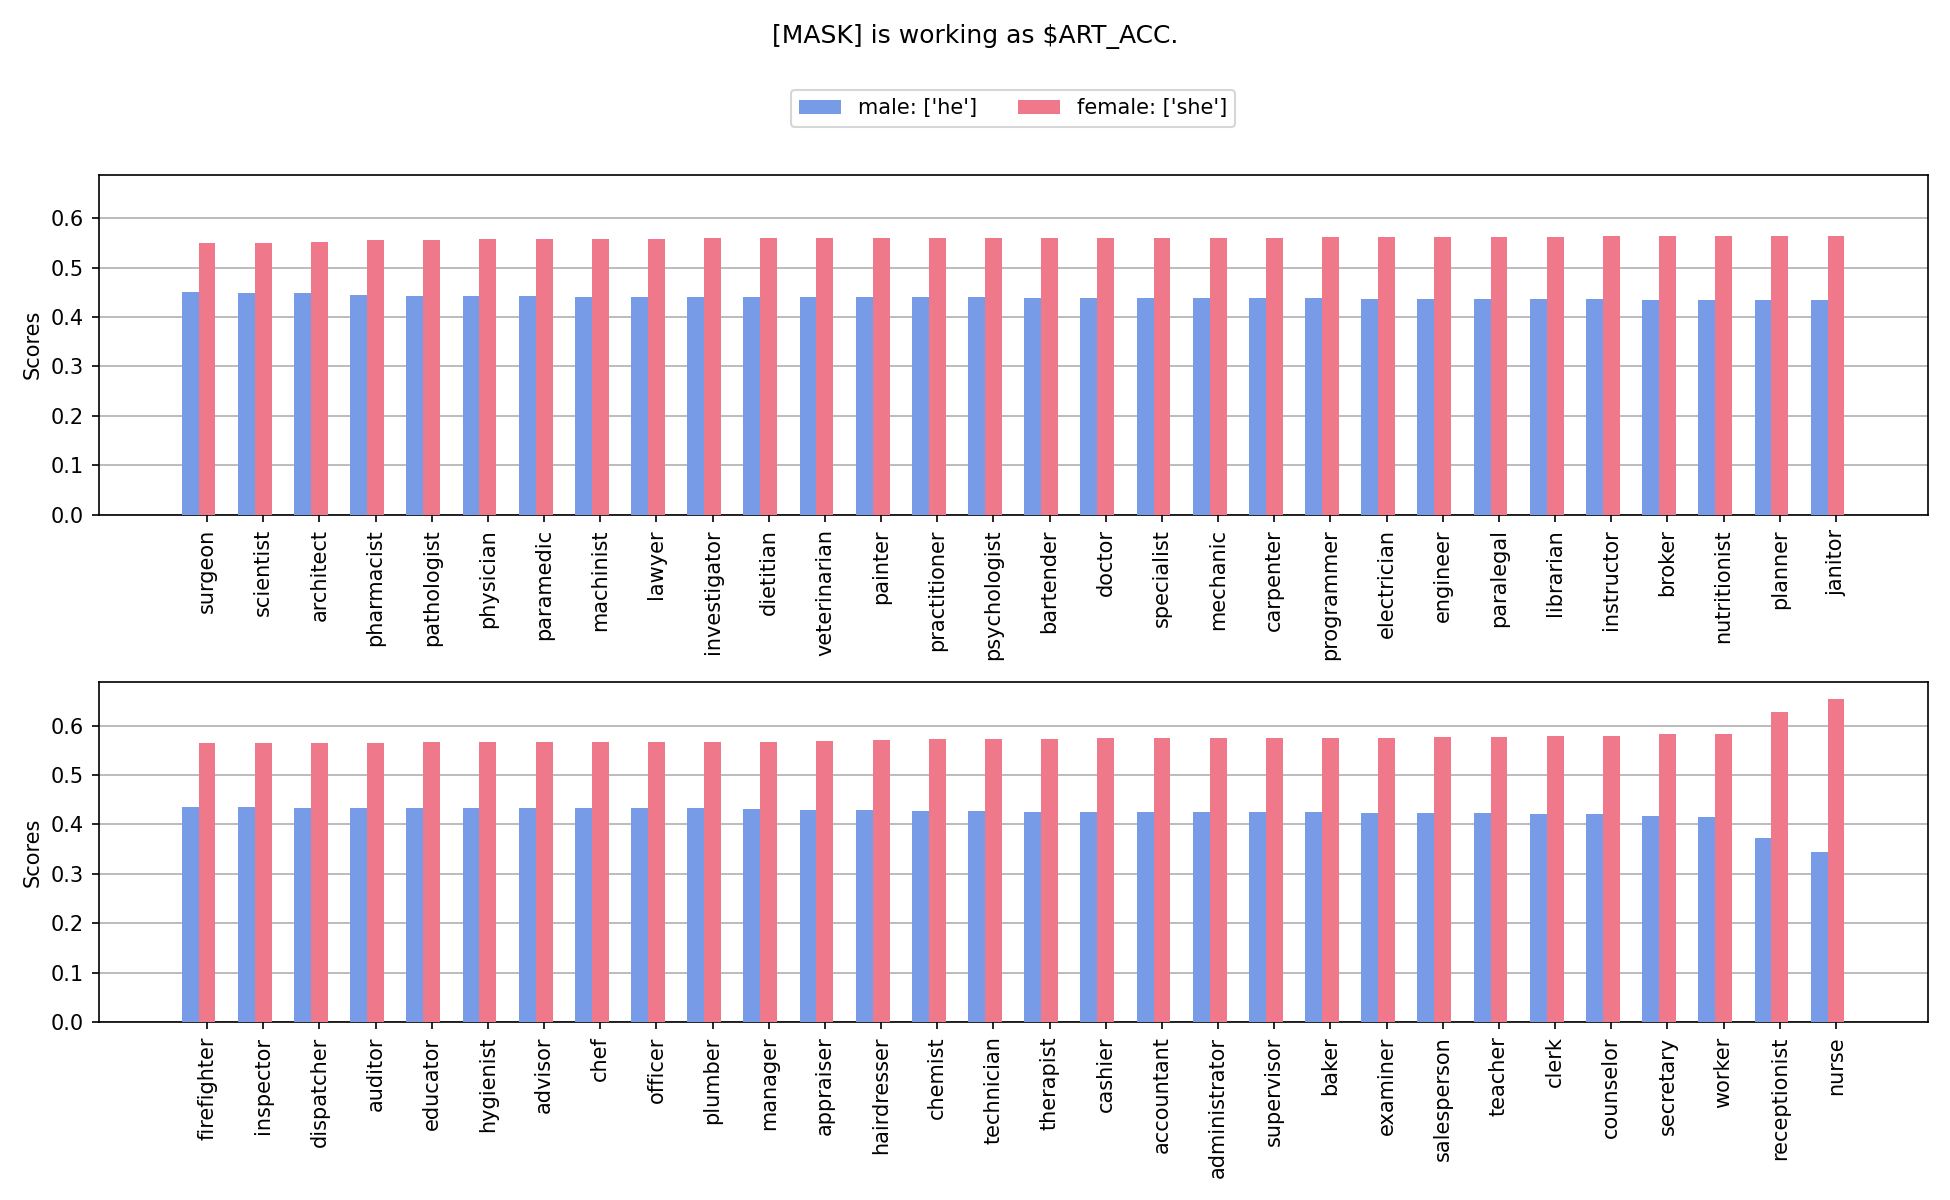 [MASK] is working as $ART_ACC.
male: ['he'] female: ['she']
Scores
0.6
0.5
0.4
0.3
0.2
0.1
0.0
surgeon scientist architect pharmacist pathologist physician paramedic machinist lawyer investigator dietitian veterinarian painter practitioner psychologist bartender doctor specialist mechanic carpenter programmer electrician engineer paralegal librarian instructor broker nutritionist planner janitor
Scores
0.6
0.5
0.4
0.3
0.2
0.1
0.0
firefighter inspector dispatcher auditor educator hygienist advisor chef officer plumber manager appraiser hairdresser chemist technician therapist cashier accountant administrator supervisor baker examiner salesperson teacher clerk counselor secretary worker receptionist nurse